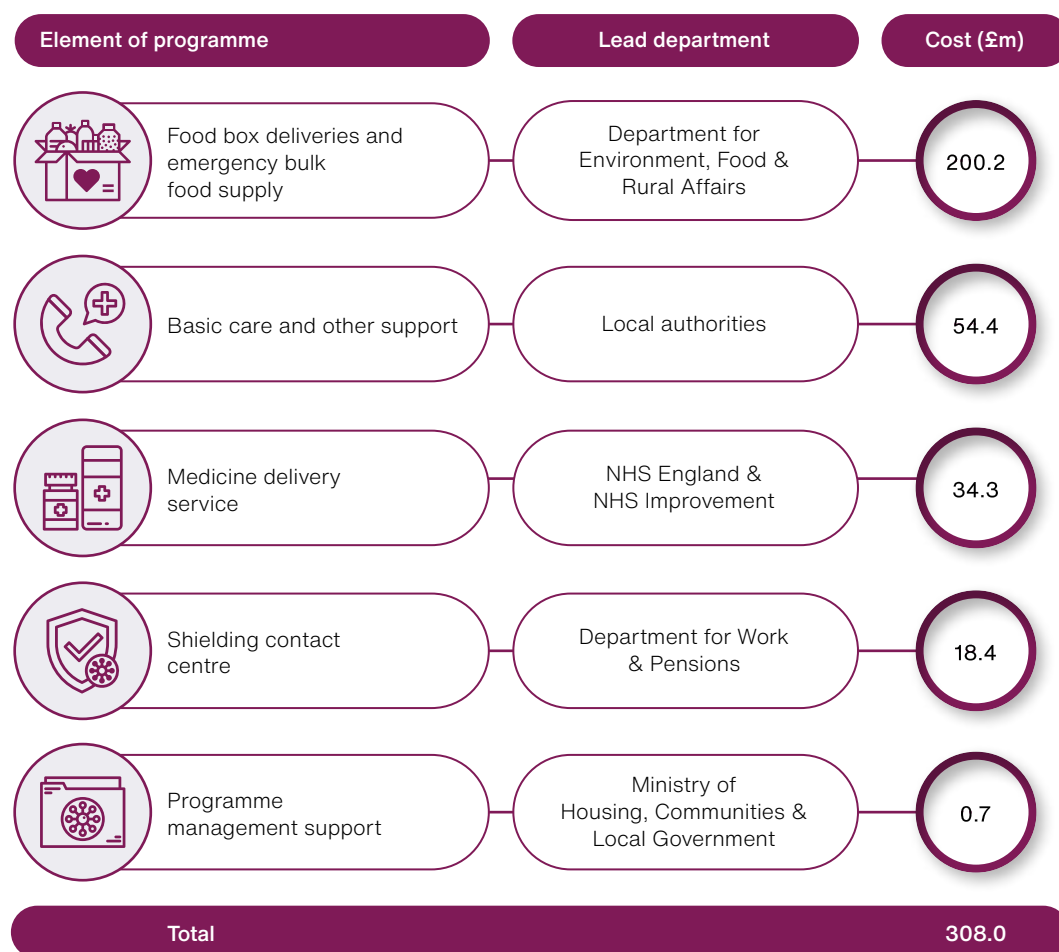 Element of programme
Lead department
Cost (£m)
Food box deliveries and
emergency bulk
food supply
Department for
Environment, Food &
Rural Affairs
200.2
Basic care and other support
Local authorities
54.4
Medicine delivery
service
NHS England &
NHS Improvement
34.3
Shielding contact
centre
Department for Work
& Pensions
18.4
Programme
management support
Ministry of
Housing, Communities &
Local Government
0.7
Total
308.0